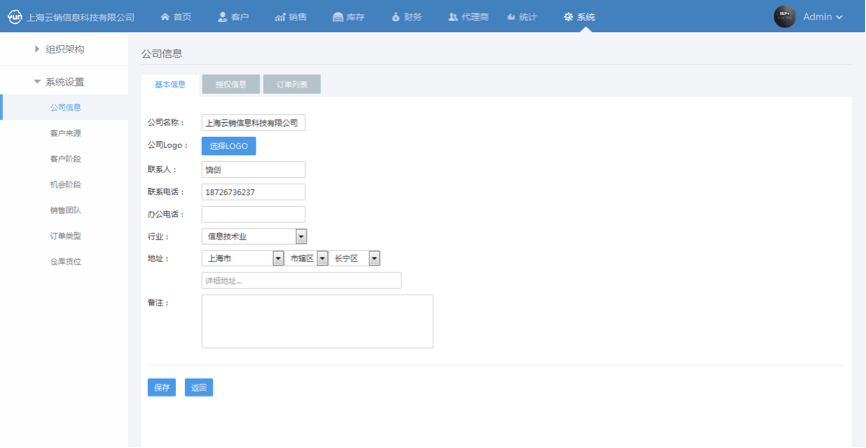 上海云销信息科技有限公司 首页 客户 销售 库存 财务 代理商 统计 系统 Admin
组织架构
系统设置
公司信息
客户来源
客户阶段
机会阶段
销售团队
订单类型
仓库货位
公司信息
基本信息 授权信息 订单列表
公司名称： 上海云销信息科技有限公司
公司Logo： 选择LOGO
联系人： 饶剑
联系电话： 18726736237
办公电话：
行业： 信息技术业
地址： 上海市 市辖区 长宁区
详细地址...
备注：
保存 返回